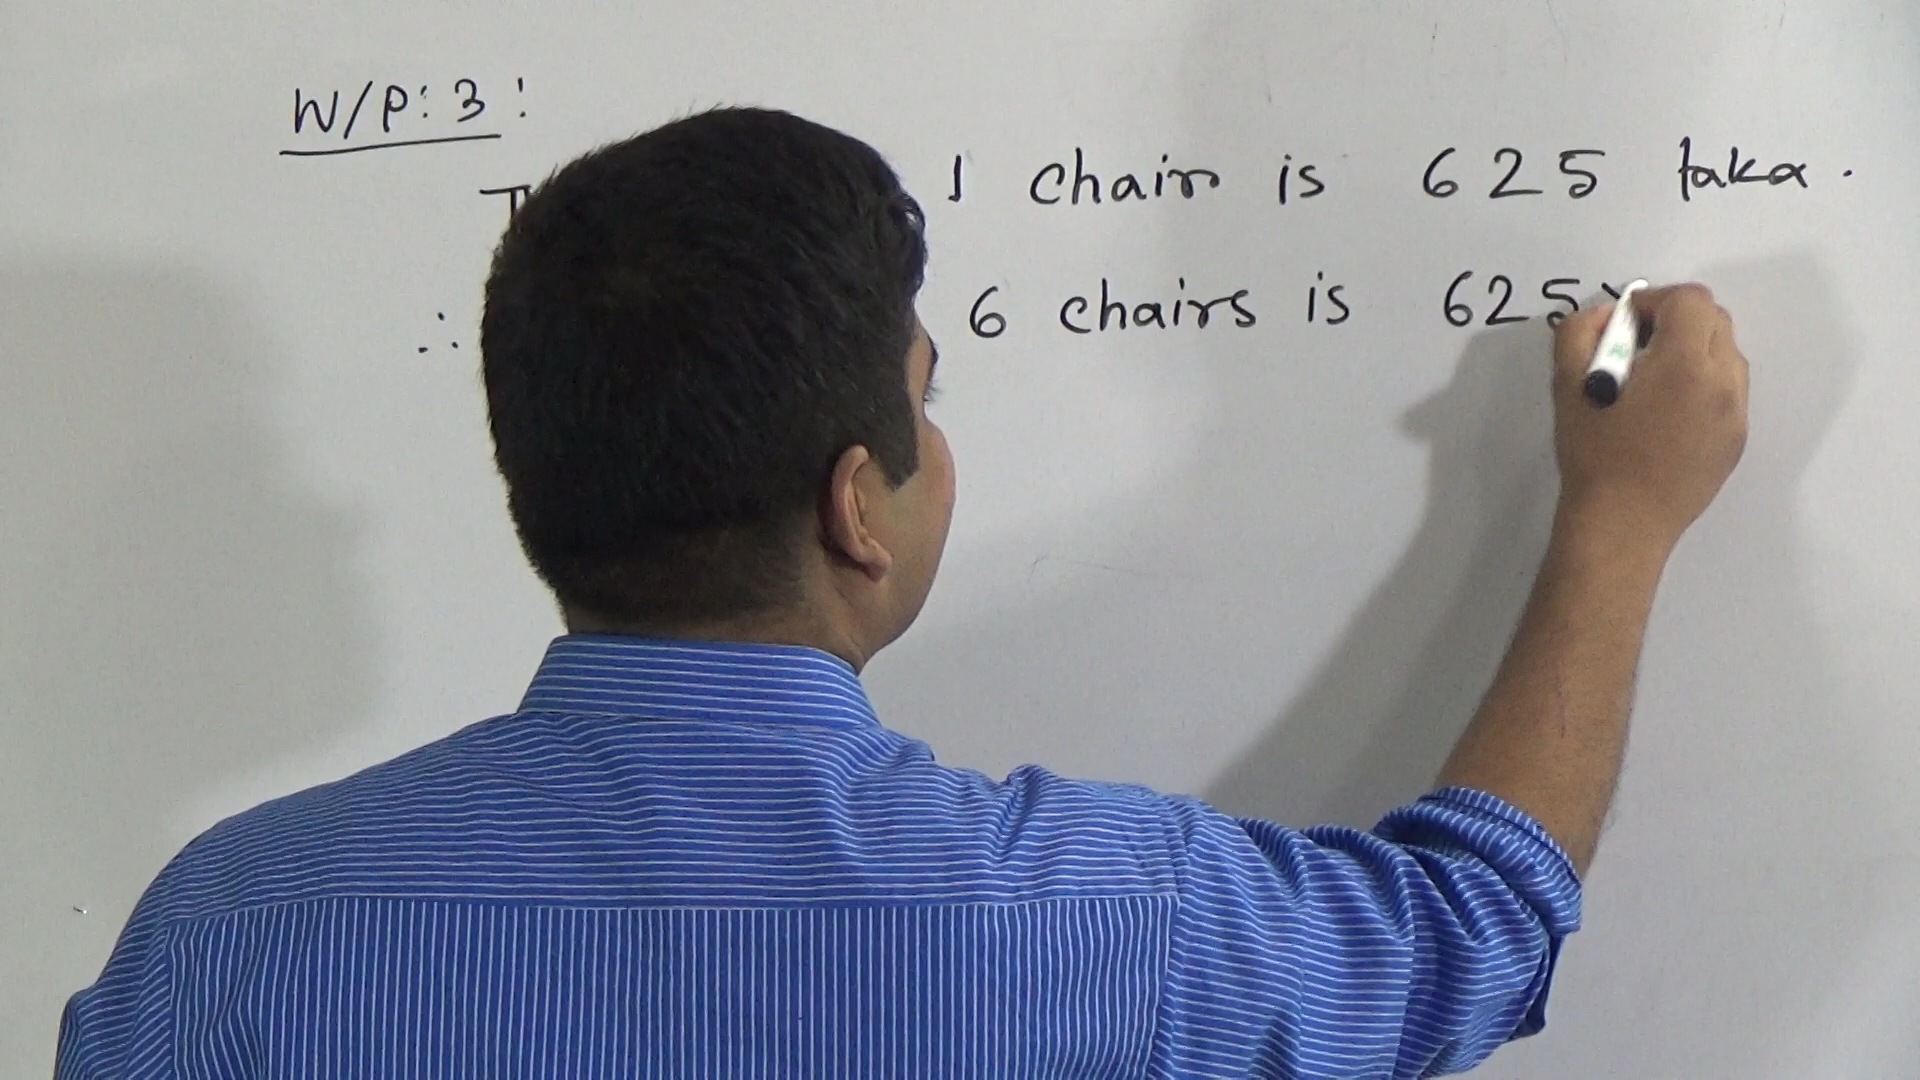 W/P: 3 :
1 chair is 625 taka.
∴ 6 chairs is 625×